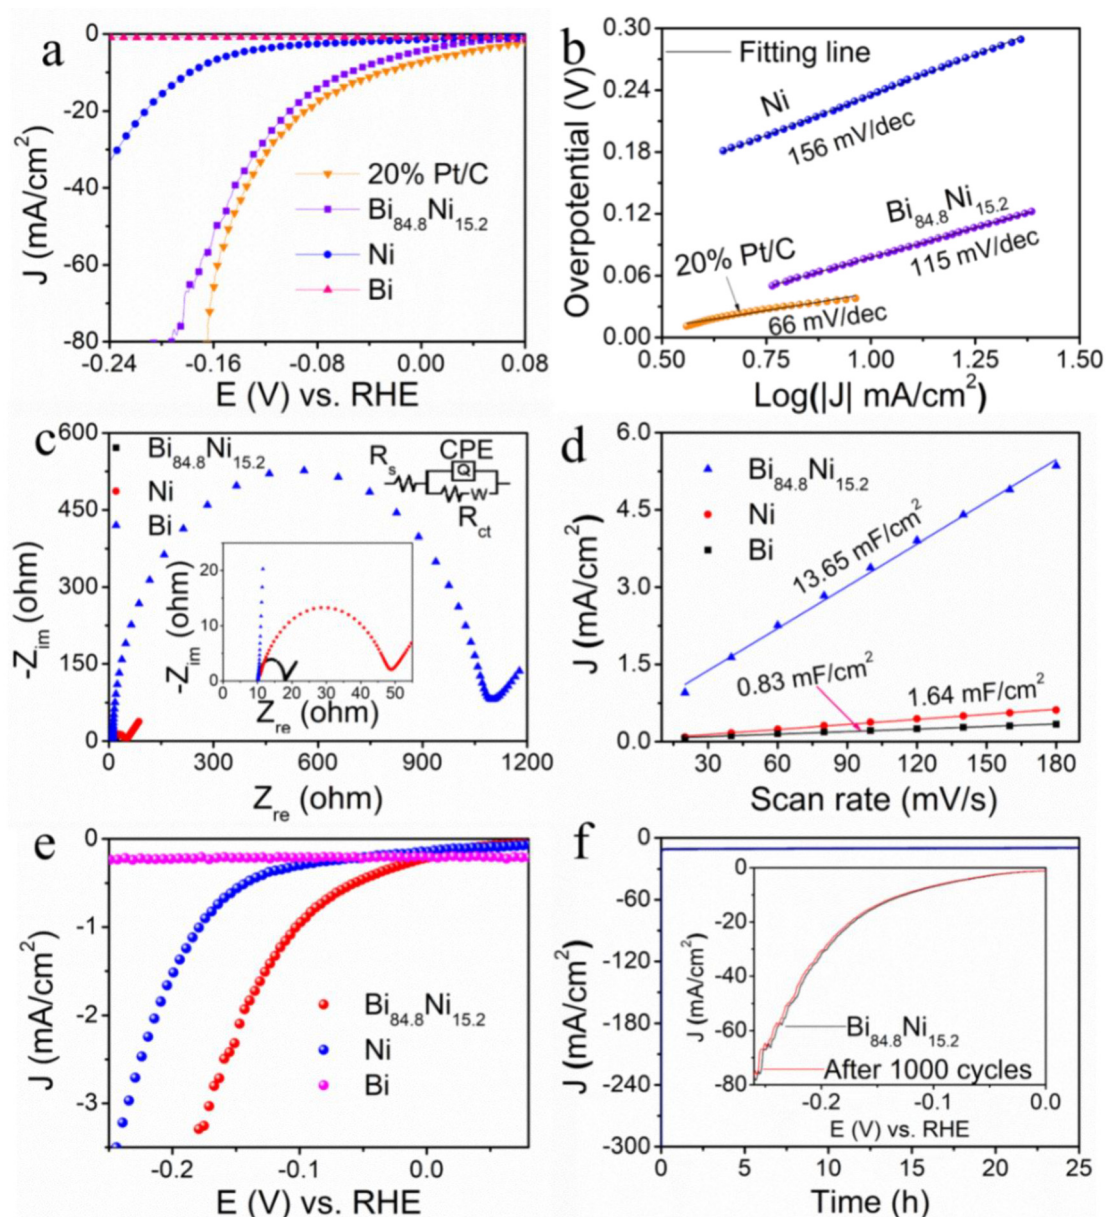 a
0
-20
-40
-60
-80
J (mA/cm²)
20% Pt/C
Bi₈₄.₈Ni₁₅.₂
Ni
Bi
-0.24 -0.16 -0.08 0.00 0.08
E (V) vs. RHE
b
0.30
0.24
0.18
0.12
0.06
0.00
Overpotential (V)
Fitting line
Ni
156 mV/dec
Bi₈₄.₈Ni₁₅.₂
115 mV/dec
20% Pt/C
66 mV/dec
0.50 0.75 1.00 1.25 1.50
Log(|J| mA/cm²)
c
600
450
300
150
0
-Zim (ohm)
Bi₈₄.₈Ni₁₅.₂
Ni
Bi
Rs
CPE
Q
W
Rct
20
10
0
-Zim (ohm)
0 10 20 30 40 50
Zre (ohm)
0 300 600 900 1200
Zre (ohm)
d
6.0
4.5
3.0
1.5
0.0
J (mA/cm²)
Bi₈₄.₈Ni₁₅.₂
Ni
Bi
13.65 mF/cm²
0.83 mF/cm²
1.64 mF/cm²
30 60 90 120 150 180
Scan rate (mV/s)
e
0
-1
-2
-3
J (mA/cm²)
Bi₈₄.₈Ni₁₅.₂
Ni
Bi
-0.2 -0.1 0.0
E (V) vs. RHE
f
0
-60
-120
-180
-240
-300
J (mA/cm²)
0
-20
-40
-60
-80
J (mA/cm²)
Bi₈₄.₈Ni₁₅.₂
After 1000 cycles
-0.2 -0.1 0.0
E (V) vs. RHE
0 5 10 15 20 25
Time (h)